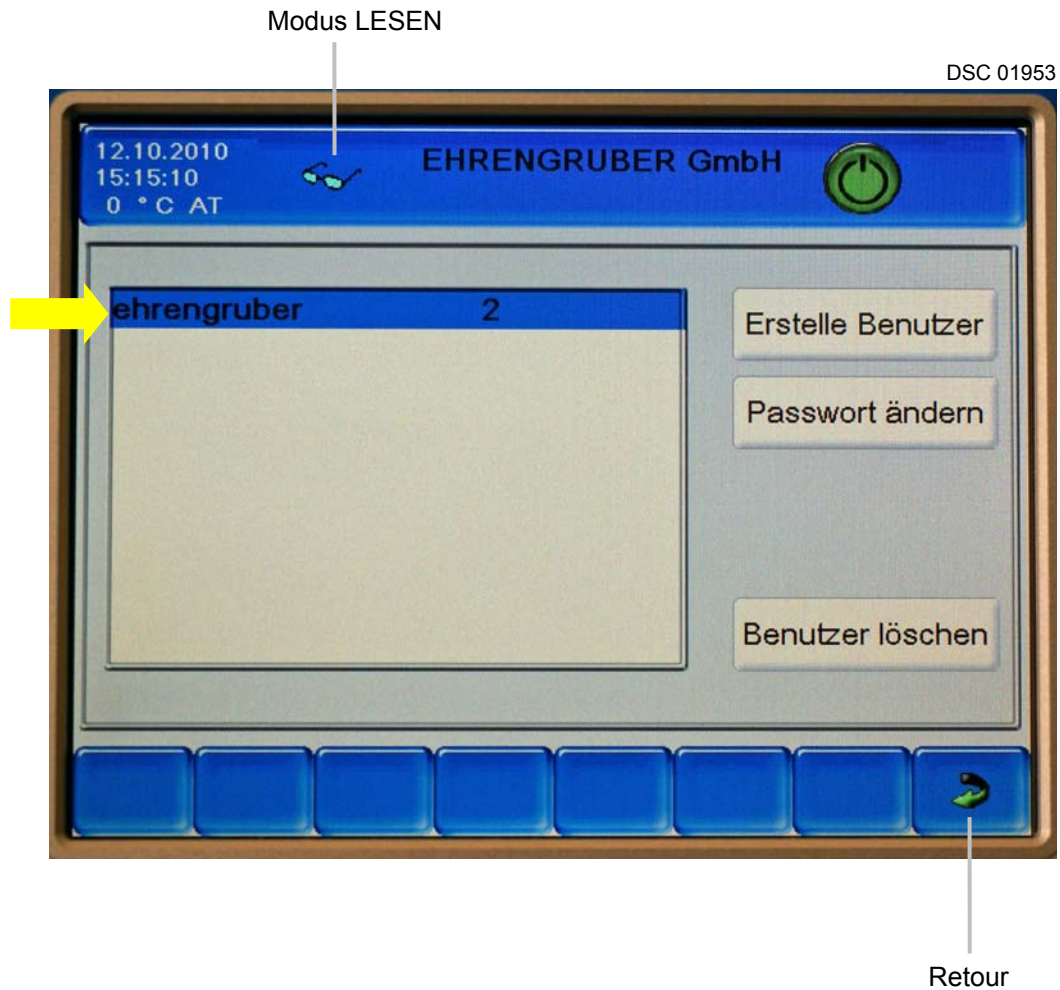 Modus LESEN
DSC 01953
12.10.2010
15:15:10
0 °C AT
EHRENGRUBER GmbH
ehrengruber 2
Erstelle Benutzer
Passwort ändern
Benutzer löschen
Retour